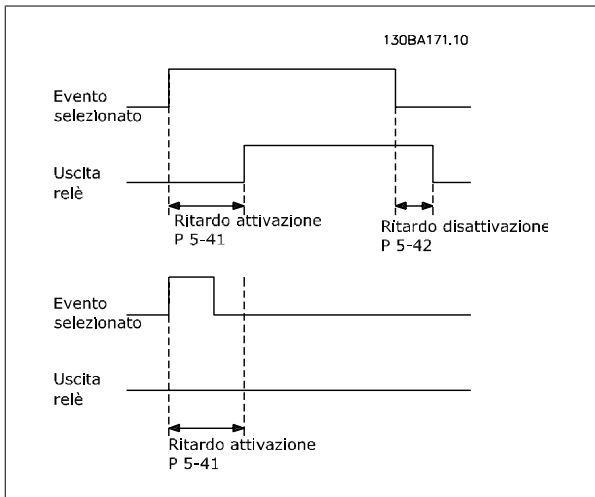 130BA171.10
Evento
selezionato
Uscita
relè
Ritardo attivazione
P 5-41
Ritardo disattivazione
P 5-42
Evento
selezionato
Uscita
relè
Ritardo attivazione
P 5-41